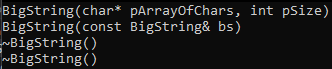 BigString(char* pArrayOfChars, int pSize)
BigString(const BigString& bs)
~BigString()
~BigString()